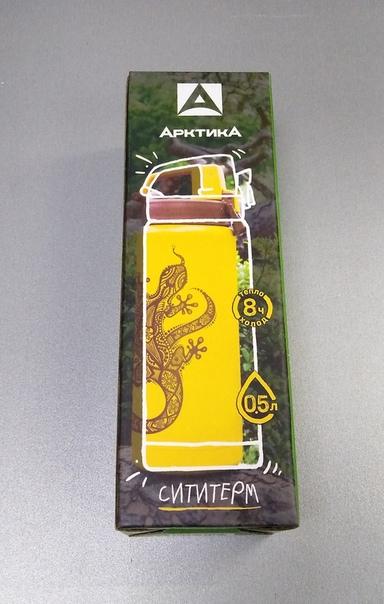 АРКТИКА
тепло
8ч
холод
0,5л
СИТИТЕРМ